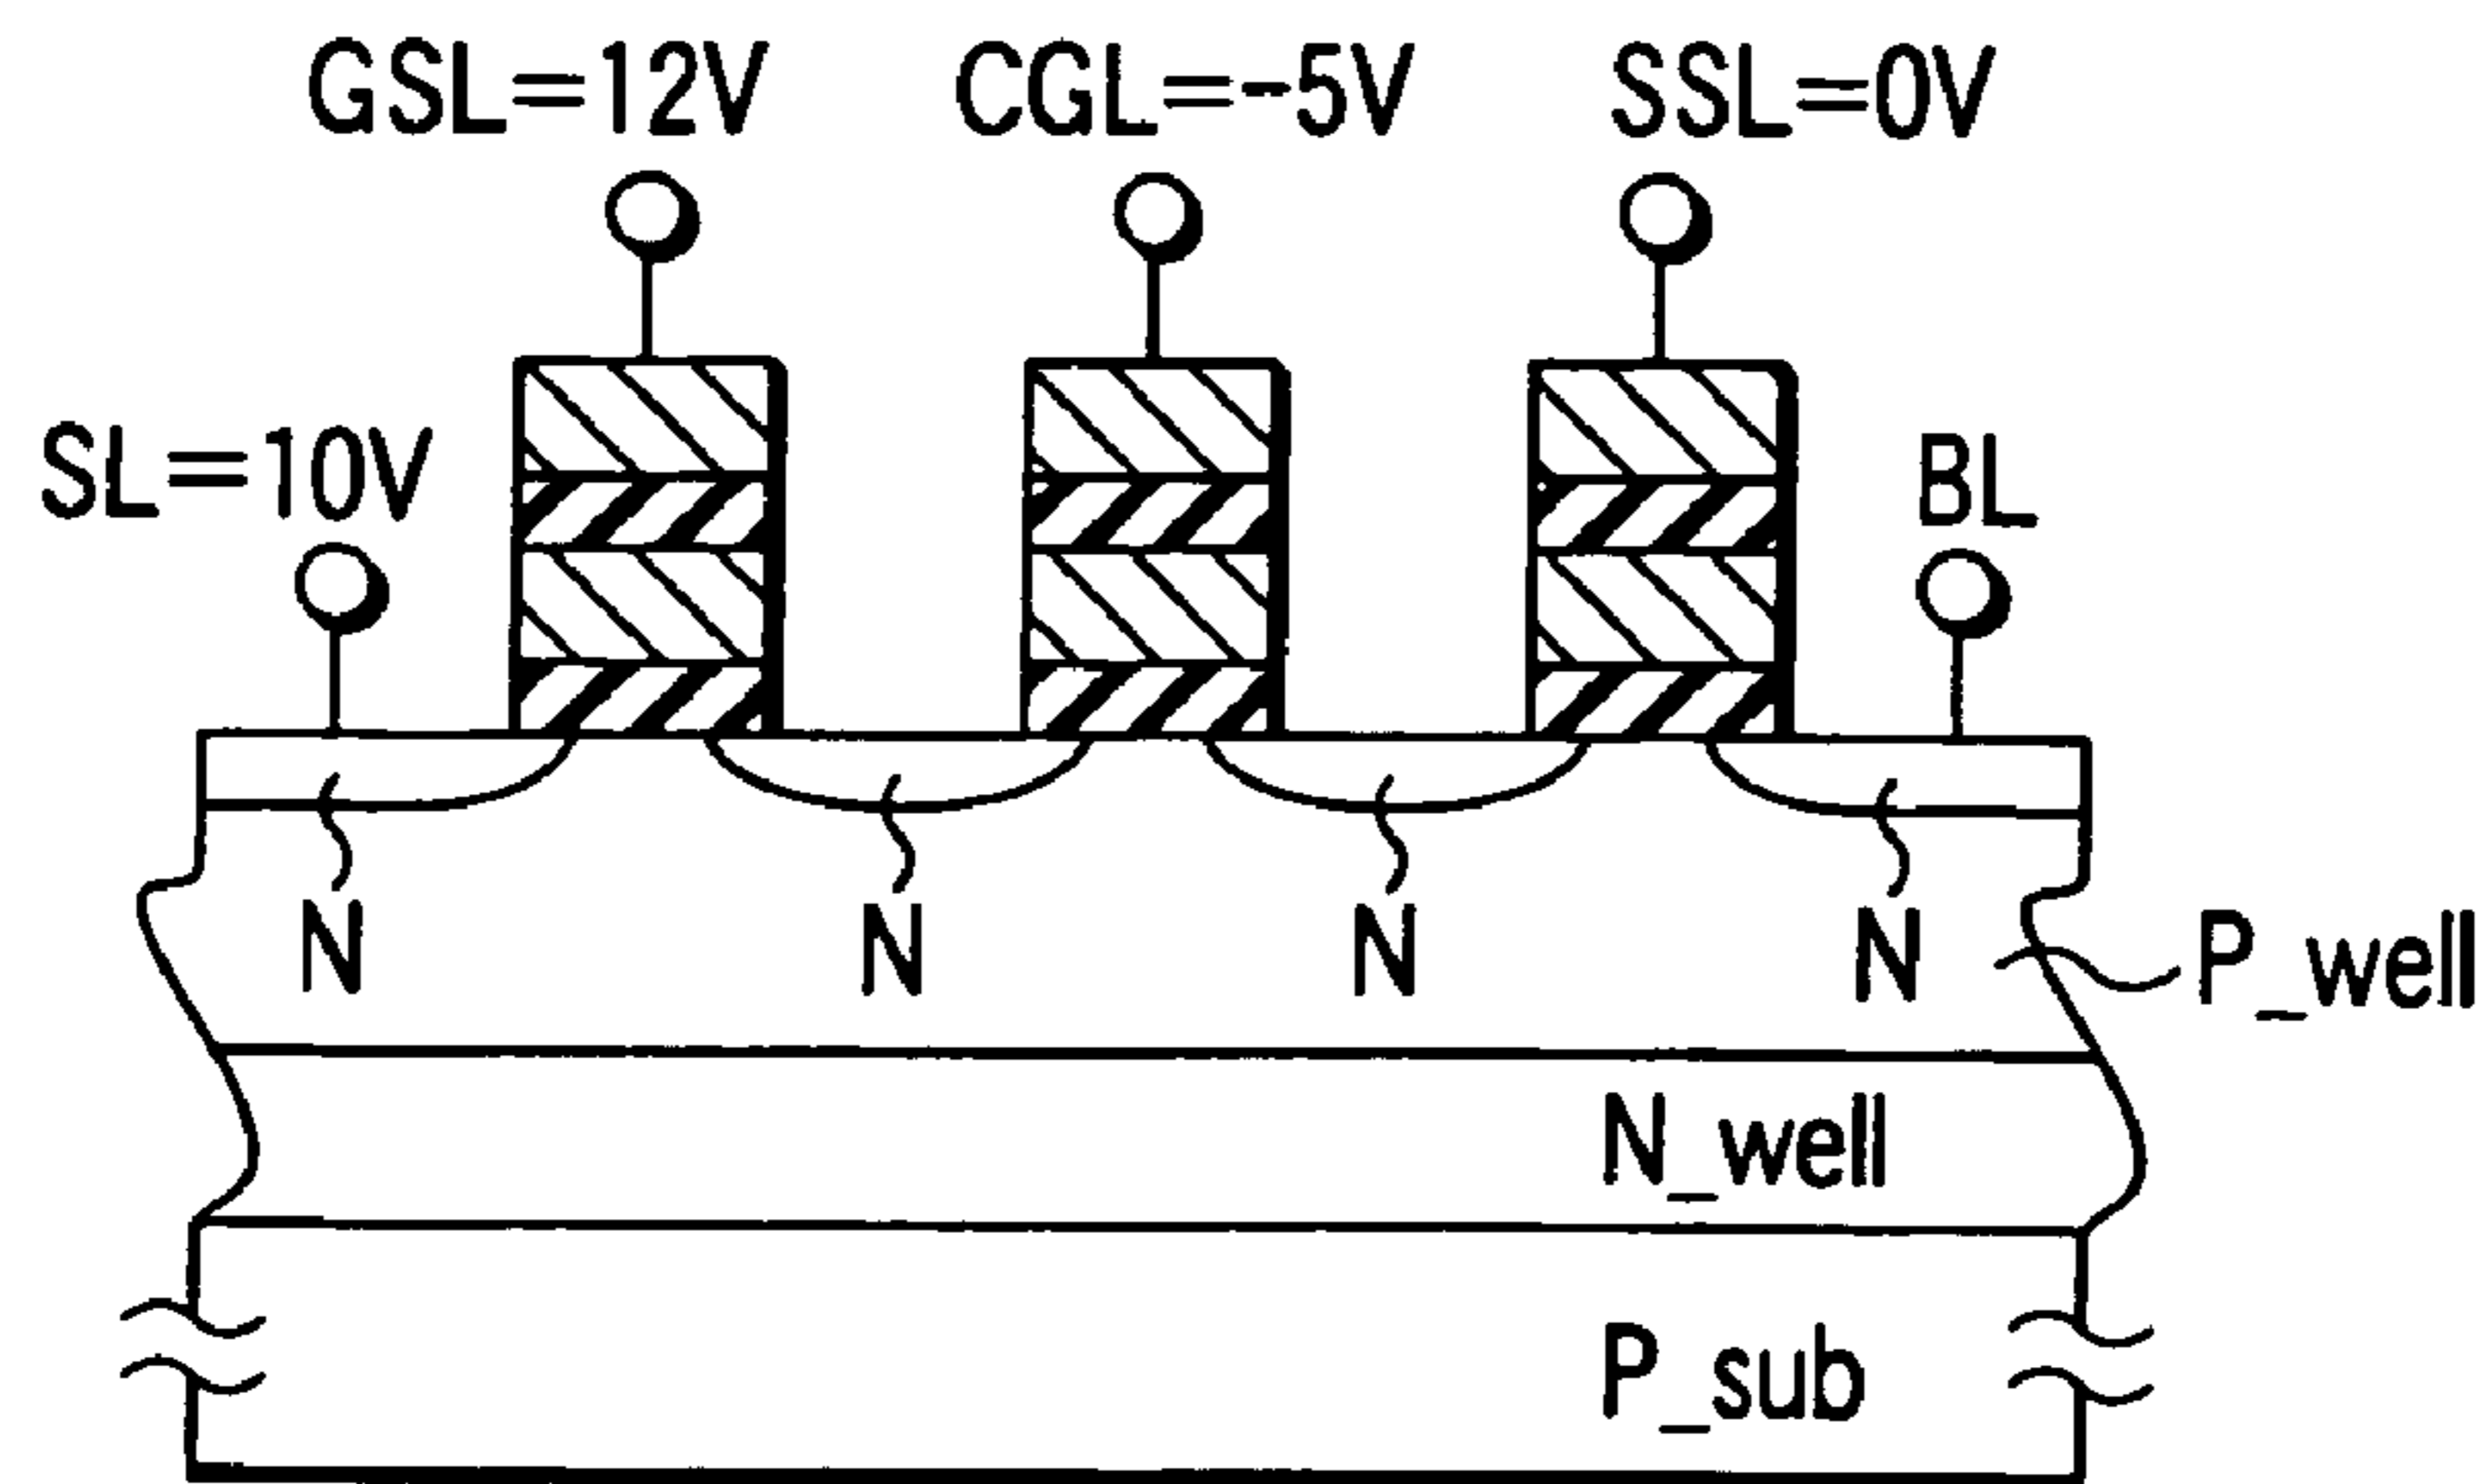 GSL=12V CGL=-5V SSL=0V
SL=10V BL
N N N N P_well
N_well
P_sub